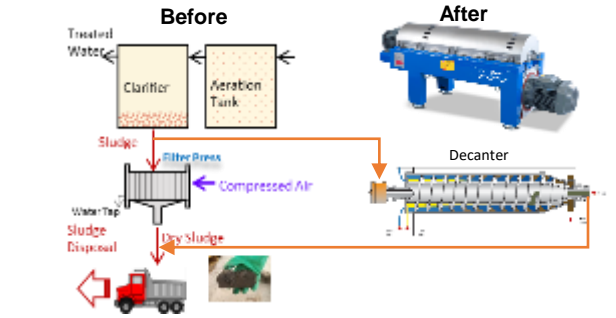 Before
After
Treated
Water
Clarifier
Aeration
Tank
Sludge
Filter Press
Decanter
Compressed Air
Water Tap
Sludge
Disposal
Dry Sludge